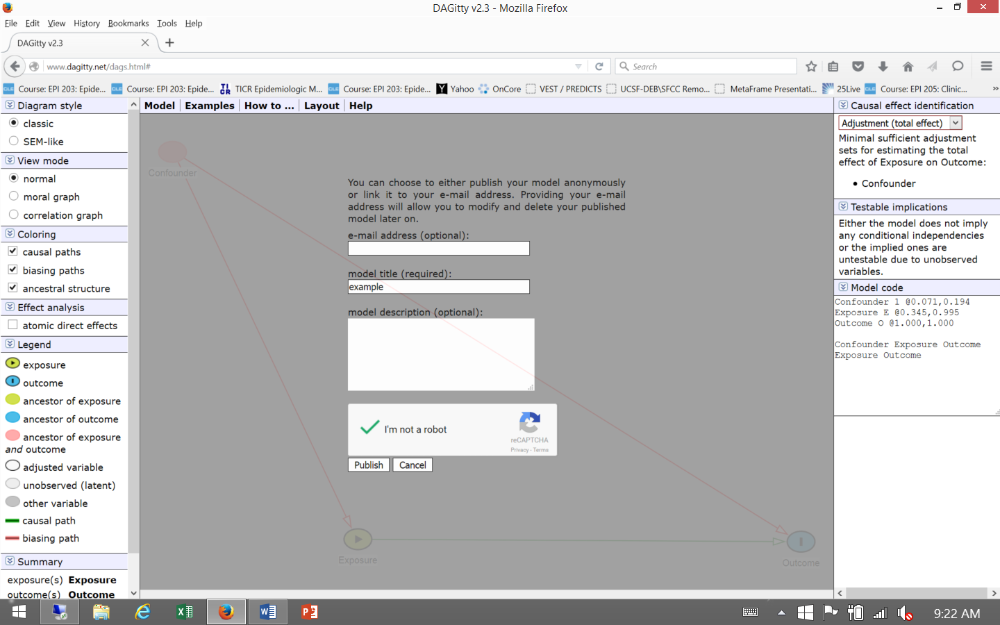 DAGitty v2.3 - Mozilla Firefox
File Edit View History Bookmarks Tools Help
DAGitty v2.3
www.dagitty.net/dags.html#
Search
Course: EPI 203: Epide...
Course: EPI 203: Epide...
TICR Epidemiologic M...
Course: EPI 203: Epide...
Yahoo
OnCore
VEST / PREDICTS
UCSF-DEB\SFCC Remo...
MetaFrame Presentati...
25Live
Course: EPI 205: Clinic...
Diagram style
classic
SEM-like
View mode
normal
moral graph
correlation graph
Coloring
causal paths
biasing paths
ancestral structure
Effect analysis
atomic direct effects
Legend
exposure
outcome
ancestor of exposure
ancestor of outcome
ancestor of exposure
and outcome
adjusted variable
unobserved (latent)
other variable
causal path
biasing path
Summary
exposure(s) Exposure
outcome(s) Outcome
Model Examples How to ... Layout Help
Confounder
You can choose to either publish your model anonymously
or link it to your e-mail address. Providing your e-mail
address will allow you to modify and delete your published
model later on.
e-mail address (optional):
model title (required):
example
model description (optional):
I'm not a robot
reCAPTCHA
Privacy - Terms
Publish Cancel
Exposure
Outcome
Causal effect identification
Adjustment (total effect)
Minimal sufficient adjustment
sets for estimating the total
effect of Exposure on Outcome:
• Confounder
Testable implications
Either the model does not imply
any conditional independencies
or the implied ones are
untestable due to unobserved
variables.
Model code
Confounder 1 @0.071,0.194
Exposure E @0.345,0.995
Outcome O @1.000,1.000
Confounder Exposure Outcome
Exposure Outcome
9:22 AM